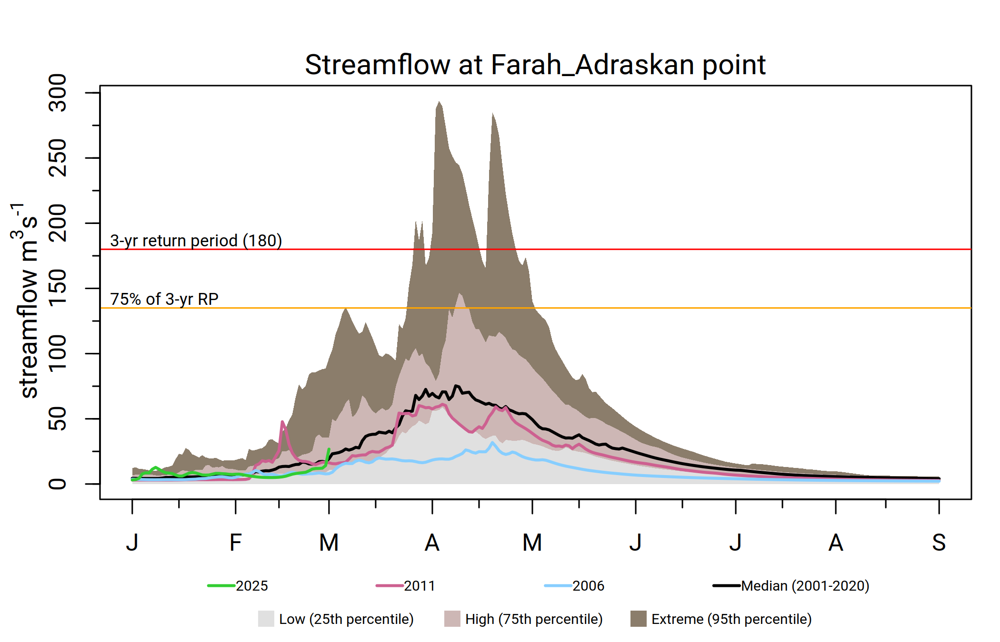 Streamflow at Farah_Adraskan point
streamflow m³s⁻¹
300
250
200
150
100
50
0
3-yr return period (180)
75% of 3-yr RP
J F M A M J J A S
2025 2011 2006 Median (2001-2020)
Low (25th percentile) High (75th percentile) Extreme (95th percentile)